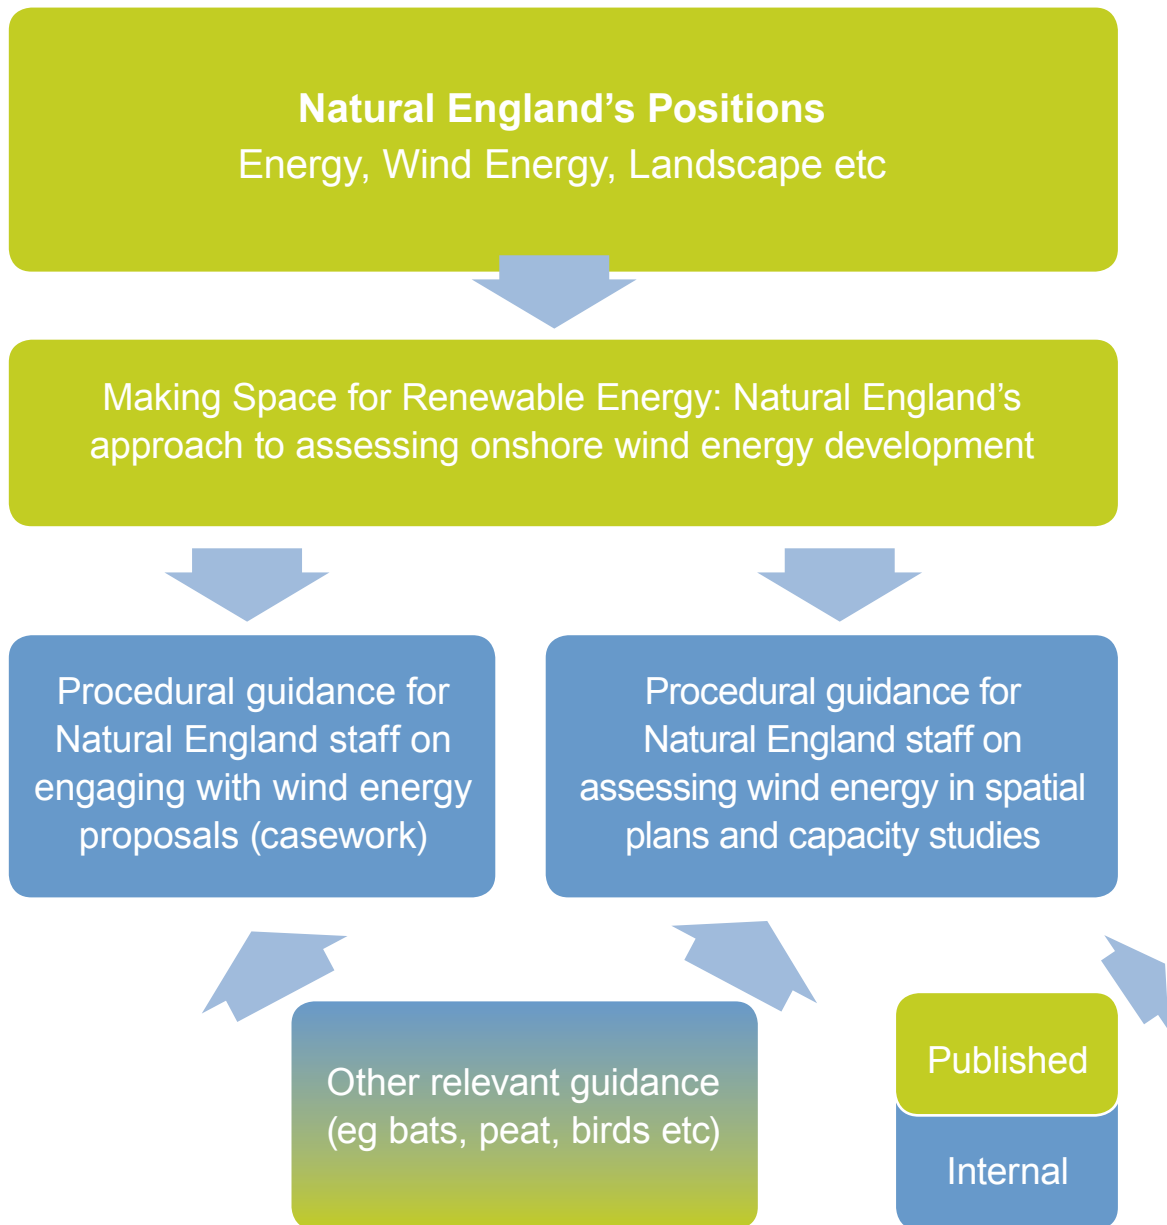 Natural England’s Positions
Energy, Wind Energy, Landscape etc
Making Space for Renewable Energy: Natural England’s
approach to assessing onshore wind energy development
Procedural guidance for
Natural England staff on
engaging with wind energy
proposals (casework)
Procedural guidance for
Natural England staff on
assessing wind energy in spatial
plans and capacity studies
Other relevant guidance
(eg bats, peat, birds etc)
Published
Internal